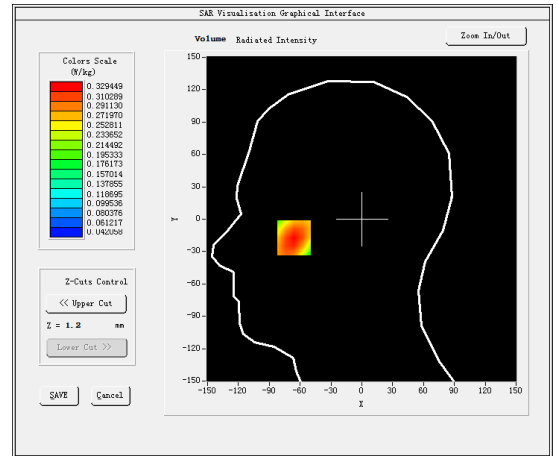 SAR Visualisation Graphical Interface
Volume Radiated Intensity
Zoom In/Out
Colors Scale
(W/kg)
0.329449
0.310289
0.291130
0.271970
0.252811
0.233652
0.214492
0.195333
0.176173
0.157014
0.137855
0.118695
0.099536
0.080376
0.061217
0.042058
150
120
90
60
30
0
-30
-60
-90
-120
-150
Y
-150 -120 -90 -60 -30 0 30 60 90 120 150
X
Z-Cuts Control
<< Upper Cut
Z = 1.2 mm
Lower Cut >>
SAVE Cancel